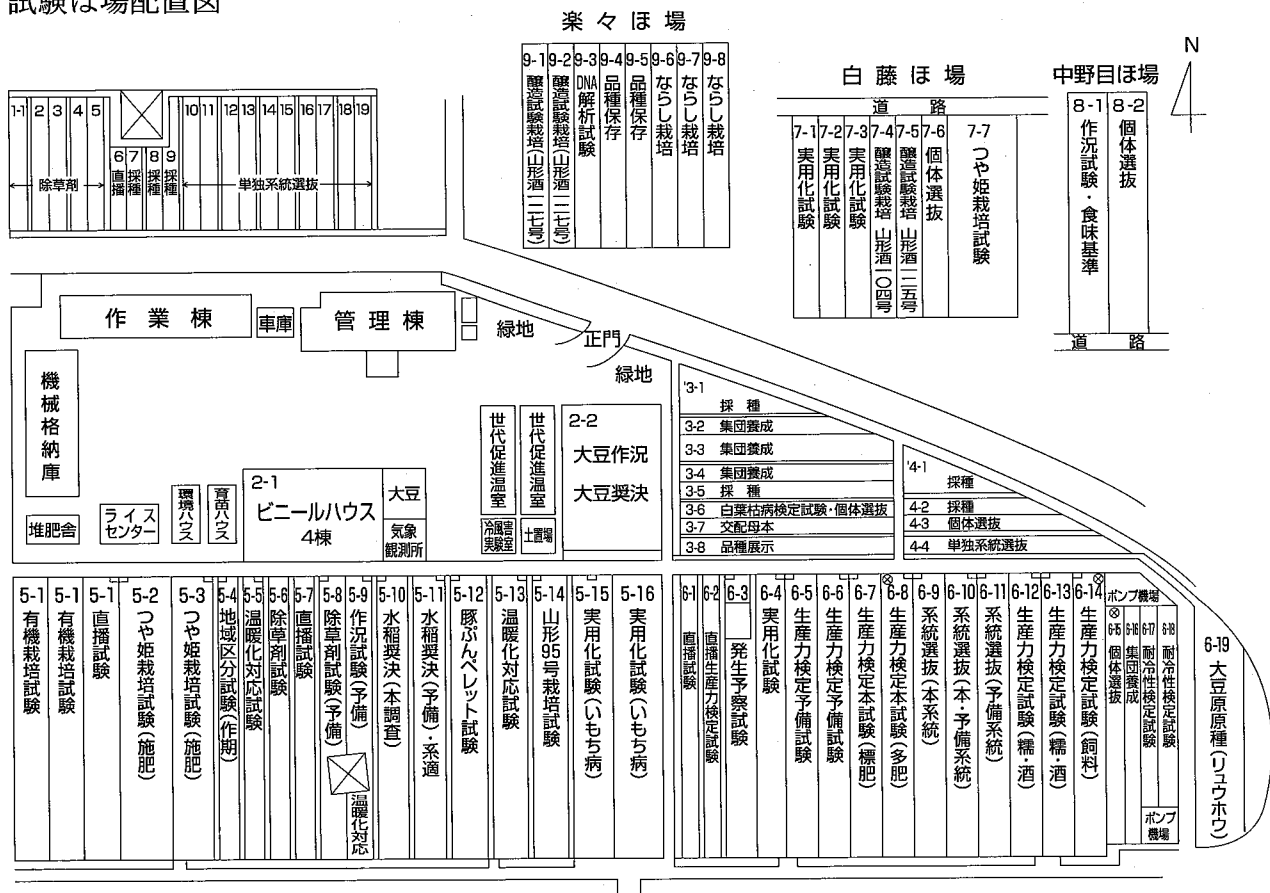 試験ほ場配置図
楽々ほ場
9-1 醸造試験栽培(山形酒一二七号)
9-2 醸造試験栽培(山形酒一二七号)
9-3 DNA解析試験
9-4 品種保存
9-5 品種保存
9-6 ならし栽培
9-7 ならし栽培
9-8 ならし栽培
白藤ほ場
道路
7-1 実用化試験
7-2 実用化試験
7-3 実用化試験
7-4 醸造試験栽培 山形酒一〇四号
7-5 醸造試験栽培 山形酒一二五号
7-6 個体選抜
7-7 つや姫栽培試験
中野目ほ場
8-1 作況試験・食味基準
8-2 個体選抜
道路
N
1-1 2 3 4 5
除草剤
6 直播
7 採種
8 採種
9 採種
10 11 12 13 14 15 16 17 18 19
単独系統選抜
作業棟
車庫
管理棟
緑地
正門
緑地
機械格納庫
堆肥舎
ライスセンター
環境ハウス
育苗ハウス
2-1
ビニールハウス
4棟
大豆
気象観測所
世代促進温室
世代促進温室
冷風害実験室
土置場
2-2
大豆作況
大豆奨決
'3-1
採種
3-2 集団養成
3-3 集団養成
3-4 集団養成
3-5 採種
3-6 白葉枯病検定試験・個体選抜
3-7 交配母本
3-8 品種展示
'4-1
採種
4-2 採種
4-3 個体選抜
4-4 単独系統選抜
5-1 有機栽培試験
5-1 有機栽培試験
5-1 直播試験
5-2 つや姫栽培試験(施肥)
5-3 つや姫栽培試験(施肥)
5-4 地域区分試験(作期)
5-5 温暖化対応試験
5-6 除草剤試験
5-7 直播試験
5-8 除草剤試験(予備)
5-9 作況試験(予備)
温暖化対応
5-10 水稲奨決(本調査)
5-11 水稲奨決(予備)・系適
5-12 豚ぷんペレット試験
5-13 温暖化対応試験
5-14 山形95号栽培試験
5-15 実用化試験(いもち病)
5-16 実用化試験(いもち病)
6-1 直播試験
6-2 直播生産力検定試験
6-3 発生予察試験
6-4 実用化試験
6-5 生産力検定予備試験
6-6 生産力検定予備試験
6-7 生産力検定本試験(標肥)
6-8 生産力検定本試験(多肥)
6-9 系統選抜(本系統)
6-10 系統選抜(本・予備系統)
6-11 系統選抜(予備系統)
6-12 生産力検定試験(糯・酒)
6-13 生産力検定試験(糯・酒)
6-14 生産力検定試験(飼料)
ポンプ機場
6-15 個体選抜
6-16 集団養成
6-17 耐冷性検定試験
6-18 耐冷性検定試験
ポンプ機場
6-19 大豆原原種(リュウホウ)